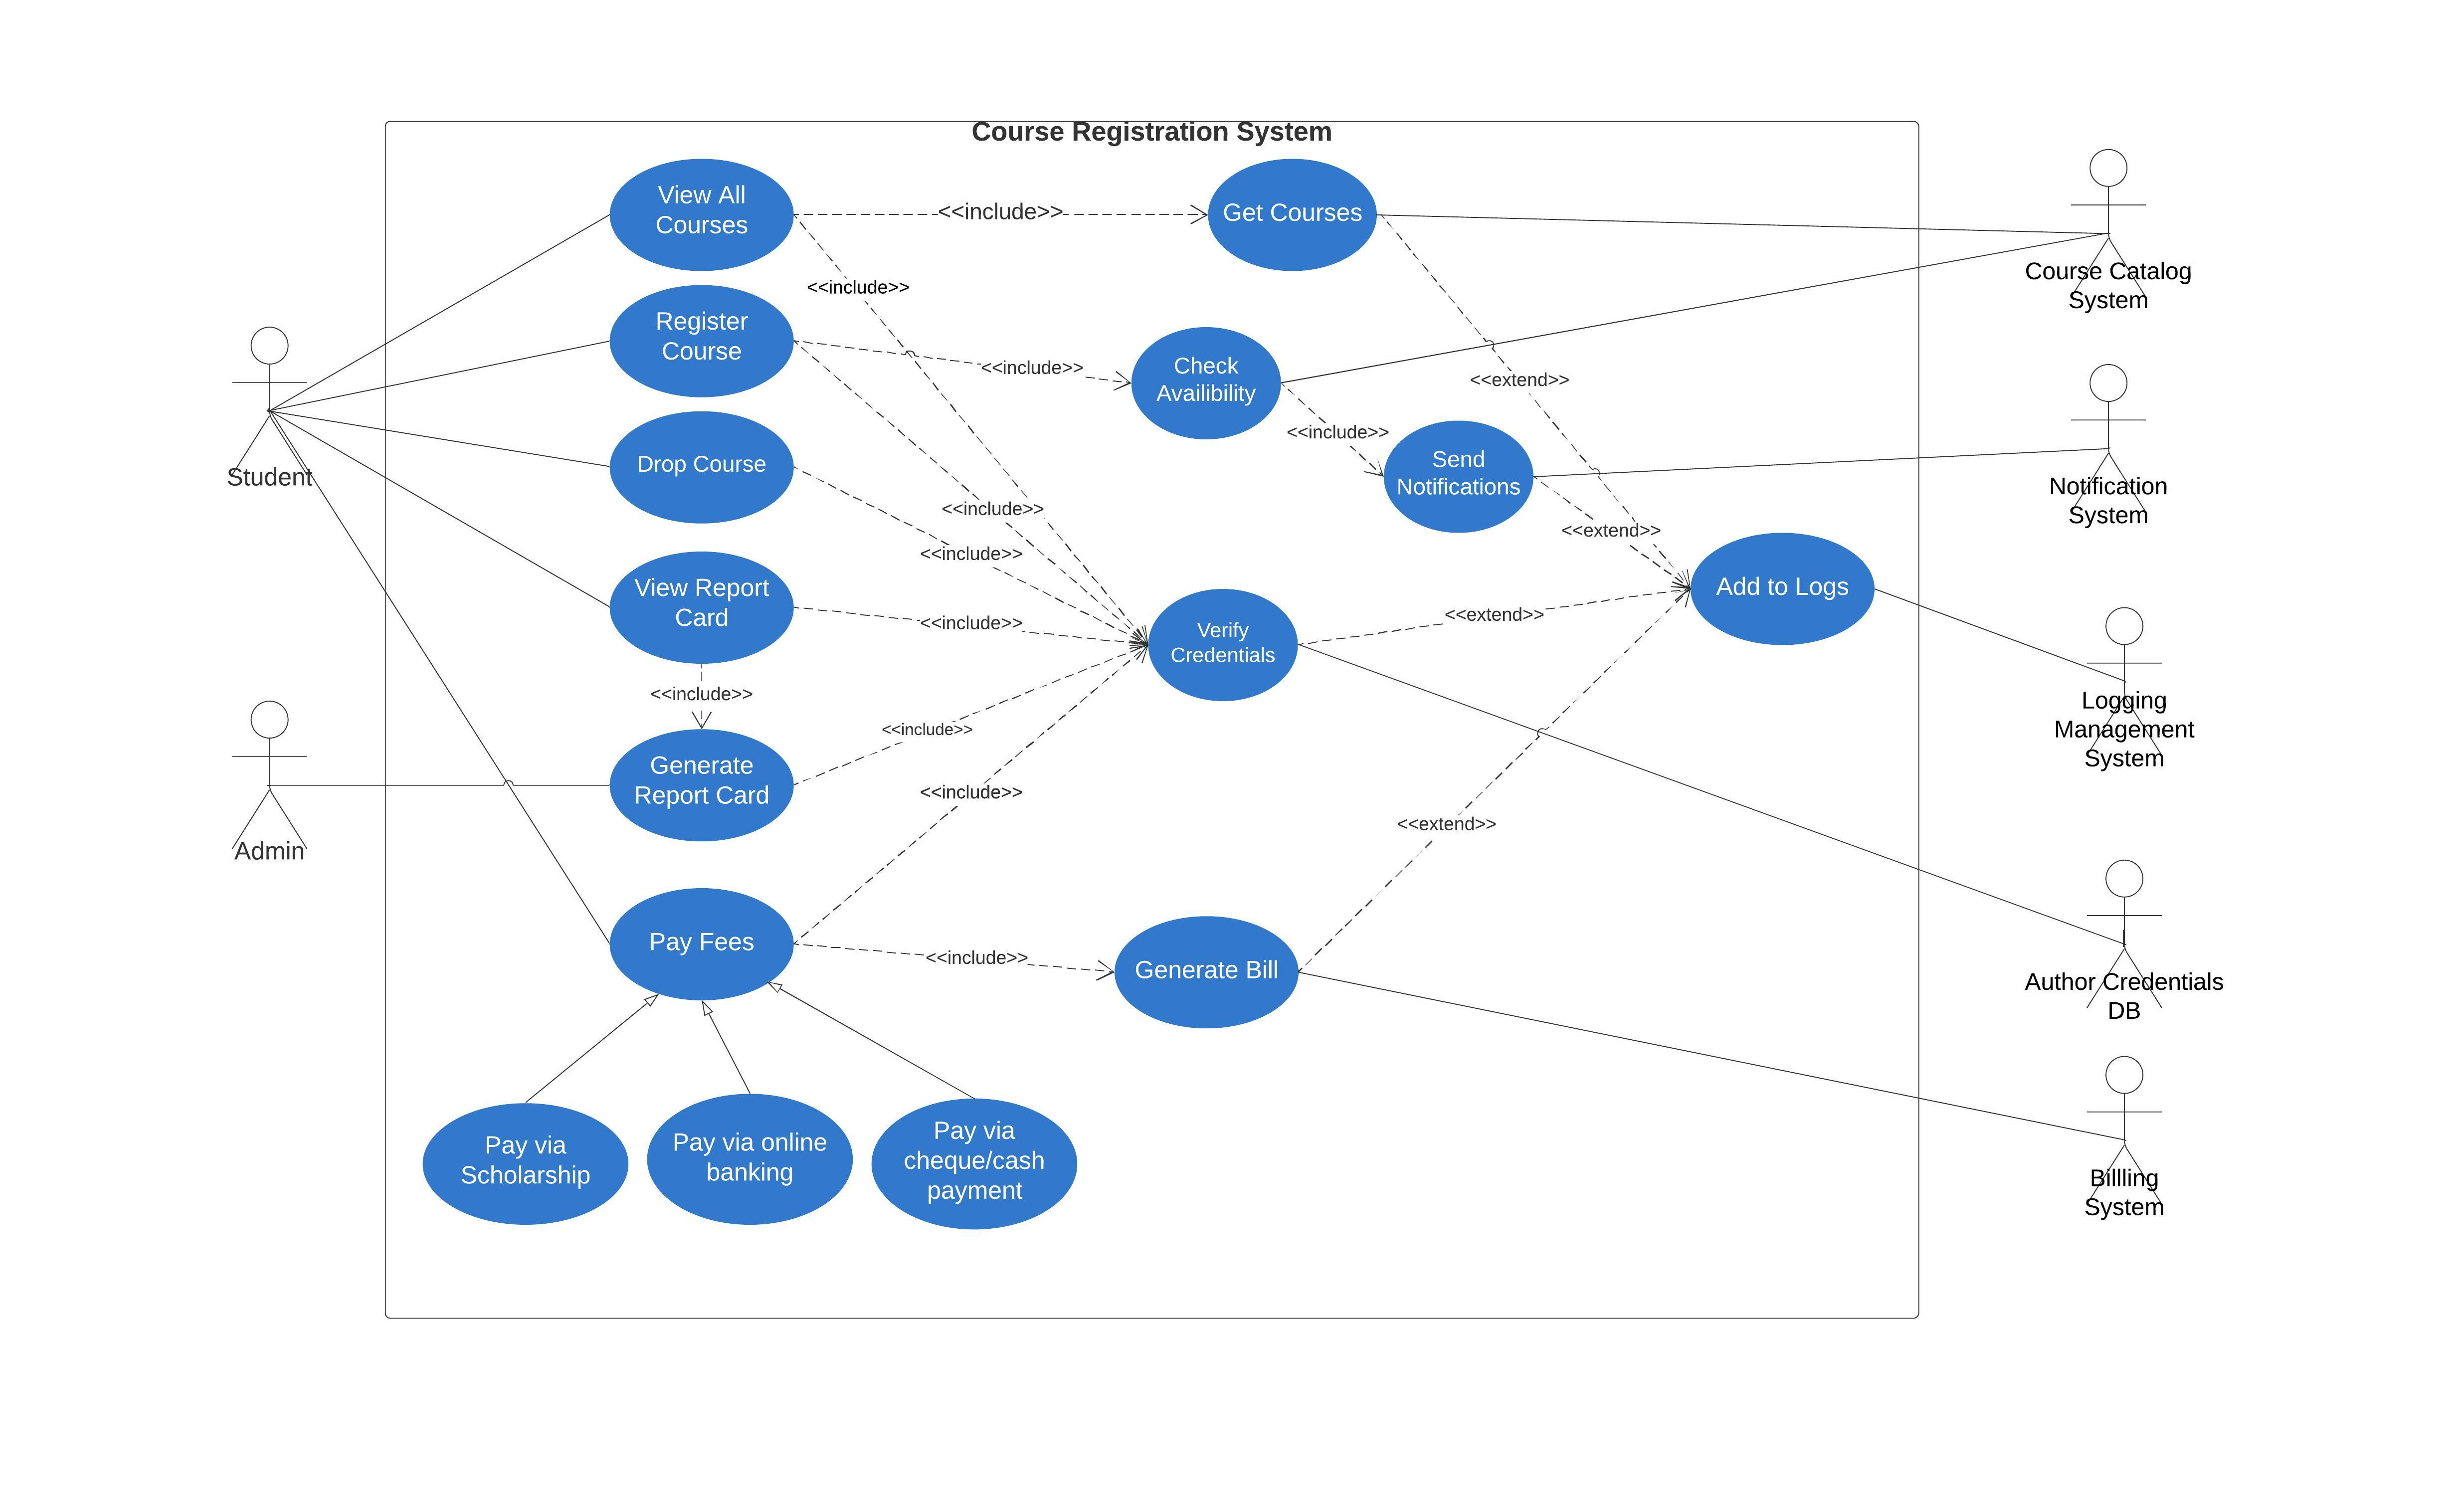 Course Registration System
View All
Courses
<<include>>
Get Courses
Course Catalog
System
<<include>>
Register
Course
<<include>>
Check
Availibility
<<extend>>
<<include>>
Student
Drop Course
Send
Notifications
Notification
System
<<include>>
<<include>>
<<extend>>
View Report
Card
<<include>>
Verify
Credentials
<<extend>>
Add to Logs
<<include>>
Logging
Management
System
<<include>>
Generate
Report Card
<<include>>
Admin
<<extend>>
Pay Fees
<<include>>
Generate Bill
Author Credentials
DB
Pay via
Scholarship
Pay via online
banking
Pay via
cheque/cash
payment
Billling
System